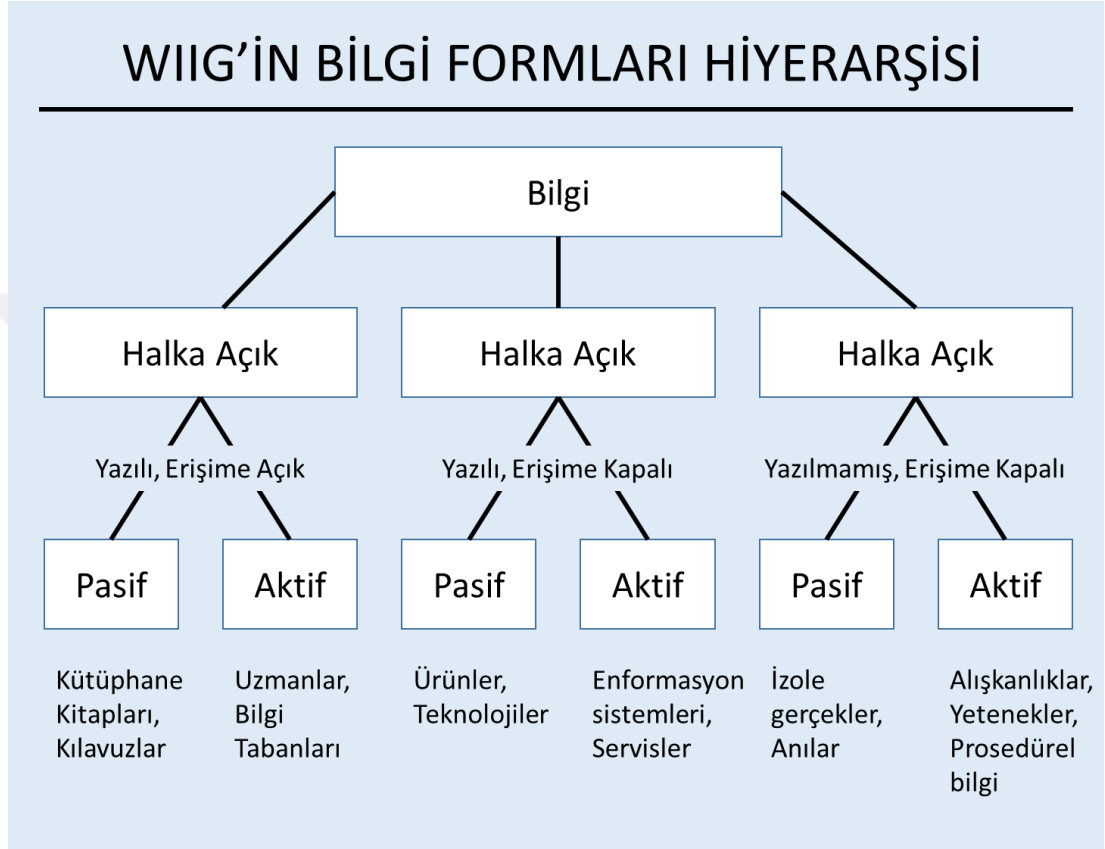 WIIG’İN BİLGİ FORMLARI HİYERARŞİSİ
Bilgi
Halka Açık
Halka Açık
Halka Açık
Yazılı, Erişime Açık
Yazılı, Erişime Kapalı
Yazılmamış, Erişime Kapalı
Pasif
Aktif
Pasif
Aktif
Pasif
Aktif
Kütüphane
Kitapları,
Kılavuzlar
Uzmanlar,
Bilgi
Tabanları
Ürünler,
Teknolojiler
Enformasyon
sistemleri,
Servisler
İzole
gerçekler,
Anılar
Alışkanlıklar,
Yetenekler,
Prosedürel
bilgi